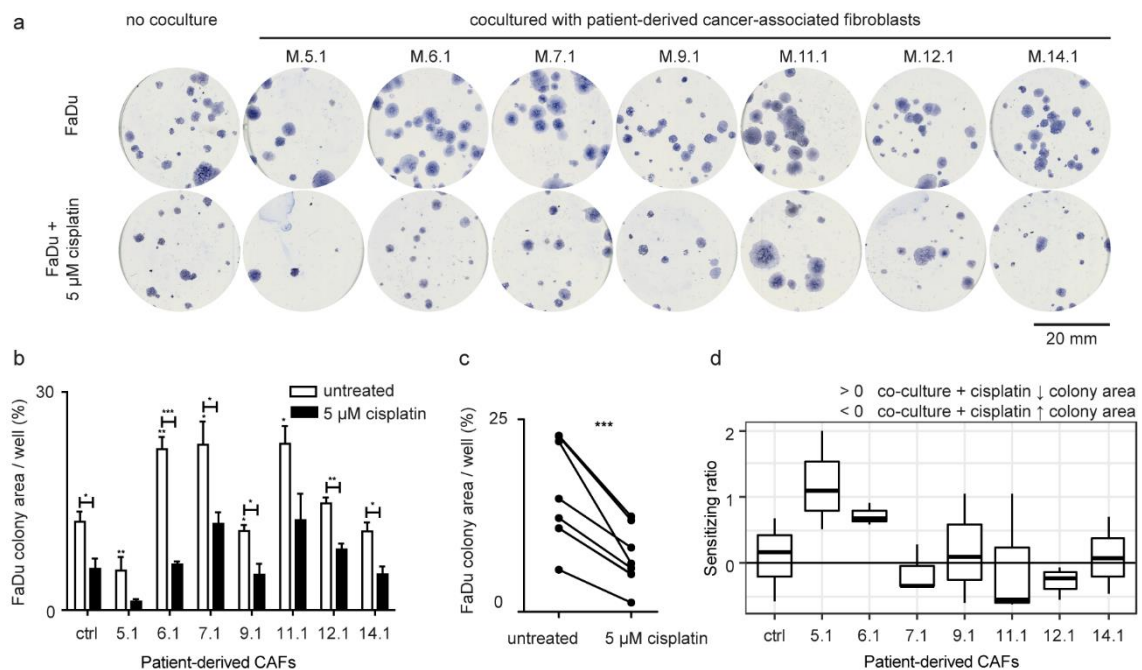 a
no coculture
cocultured with patient-derived cancer-associated fibroblasts
M.5.1 M.6.1 M.7.1 M.9.1 M.11.1 M.12.1 M.14.1
FaDu
FaDu +
5 µM cisplatin
20 mm
b
30
0
FaDu colony area / well (%)
untreated
5 µM cisplatin
* ** ** *** * * * * * ** *
ctrl 5.1 6.1 7.1 9.1 11.1 12.1 14.1
Patient-derived CAFs
c
25
0
FaDu colony area / well (%)
***
untreated 5 µM cisplatin
d
> 0 co-culture + cisplatin ↓ colony area
< 0 co-culture + cisplatin ↑ colony area
2
1
0
Sensitizing ratio
ctrl 5.1 6.1 7.1 9.1 11.1 12.1 14.1
Patient-derived CAFs